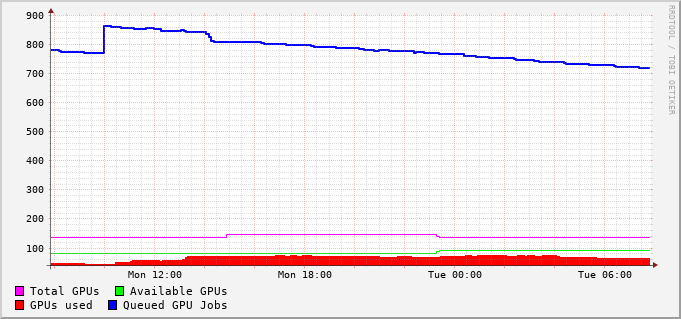 RRDTOOL / TOBI OETIKER
900
800
700
600
500
400
300
200
100
Mon 12:00 Mon 18:00 Tue 00:00 Tue 06:00
Total GPUs Available GPUs
GPUs used Queued GPU Jobs